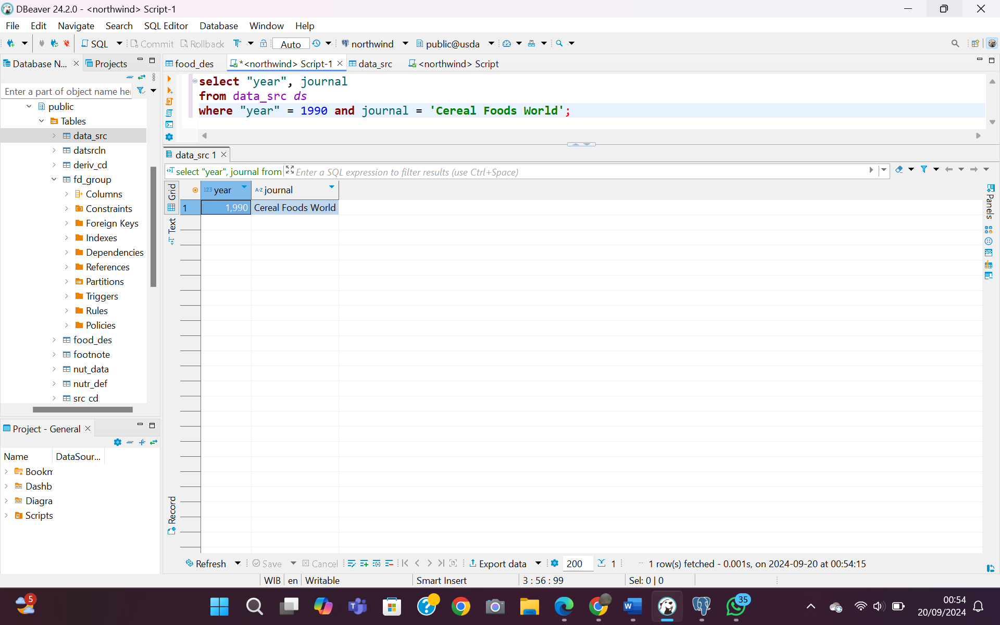 DBeaver 24.2.0 - <northwind> Script-1
File Edit Navigate Search SQL Editor Database Window Help
SQL Commit Rollback Auto northwind public@usda
Database N... Projects
food_des *<northwind> Script-1 data_src <northwind> Script
Enter a part of object name he
public
Tables
data_src
datsrcln
deriv_cd
fd_group
Columns
Constraints
Foreign Keys
Indexes
Dependencies
References
Partitions
Triggers
Rules
Policies
food_des
footnote
nut_data
nutr_def
src_cd
Project - General
Name DataSour...
Bookm
Dashb
Diagra
Scripts
select "year", journal
from data_src ds
where "year" = 1990 and journal = 'Cereal Foods World';
data_src 1
select "year", journal from Enter a SQL expression to filter results (use Ctrl+Space)
Grid
Text
Record
123 year A-Z journal
1 1,990 Cereal Foods World
Panels
Refresh Save Cancel Export data 200 1 1 row(s) fetched - 0.001s, on 2024-09-20 at 00:54:15
WIB en Writable Smart Insert 3 : 56 : 99 Sel: 0 | 0
5
35
00:54
20/09/2024